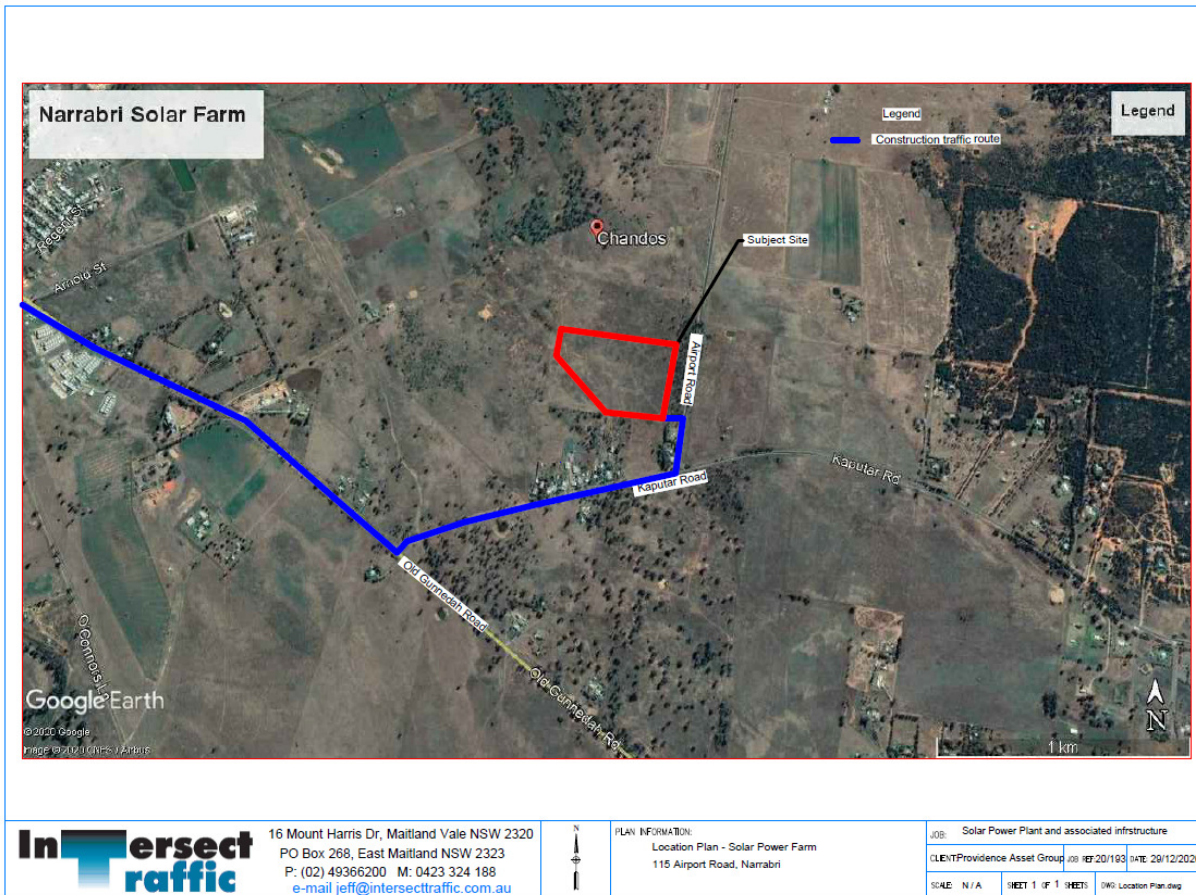 Narrabri Solar Farm
Legend
Legend
Construction traffic route
Regent St
Arnold St
Chandos
Subject Site
Airport Road
Kaputar Road
Kaputar Rd
Old Gunnedah Road
Old Gunnedah Rd
O'Connors Ln
Google Earth
© 2020 Google
Image © 2020 CNES / Airbus
1 km
N
Intersect
traffic
16 Mount Harris Dr, Maitland Vale NSW 2320
PO Box 268, East Maitland NSW 2323
P: (02) 49366200 M: 0423 324 188
e-mail jeff@intersecttraffic.com.au
N
PLAN INFORMATION:
Location Plan - Solar Power Farm
115 Airport Road, Narrabri
JOB: Solar Power Plant and associated infrstructure
CLIENT:Providence Asset Group JOB REF:20/193 DATE: 29/12/202
SCALE: N / A SHEET 1 OF 1 SHEETS DWG: Location Plan.dwg